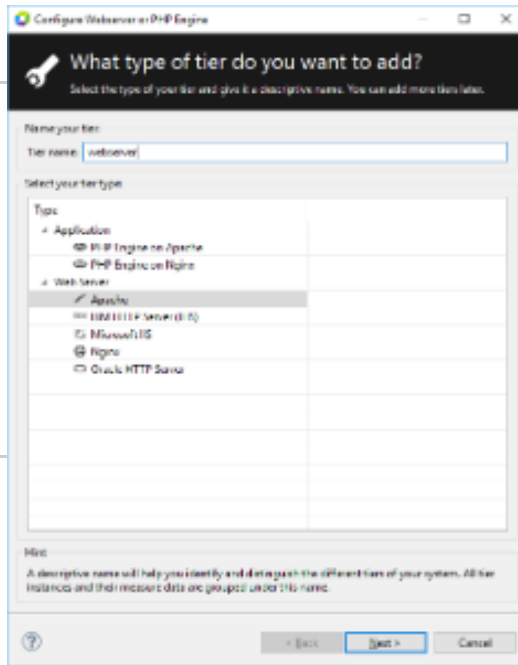 Configure Webserver or PHP Engine
What type of tier do you want to add?
Select the type of your tier and give it a descriptive name. You can add more tiers later.
Name your tier:
Tier name: webserver
Select your tier type:
Type
Application
PHP Engine on Apache
PHP Engine on Nginx
Web Server
Apache
IBM HTTP Server (IHS)
Microsoft IIS
Nginx
Oracle HTTP Server
Hint
A descriptive name will help you identify and distinguish the different tiers of your system. All tier
instances and their measure data are grouped under this name.
< Back Next > Cancel